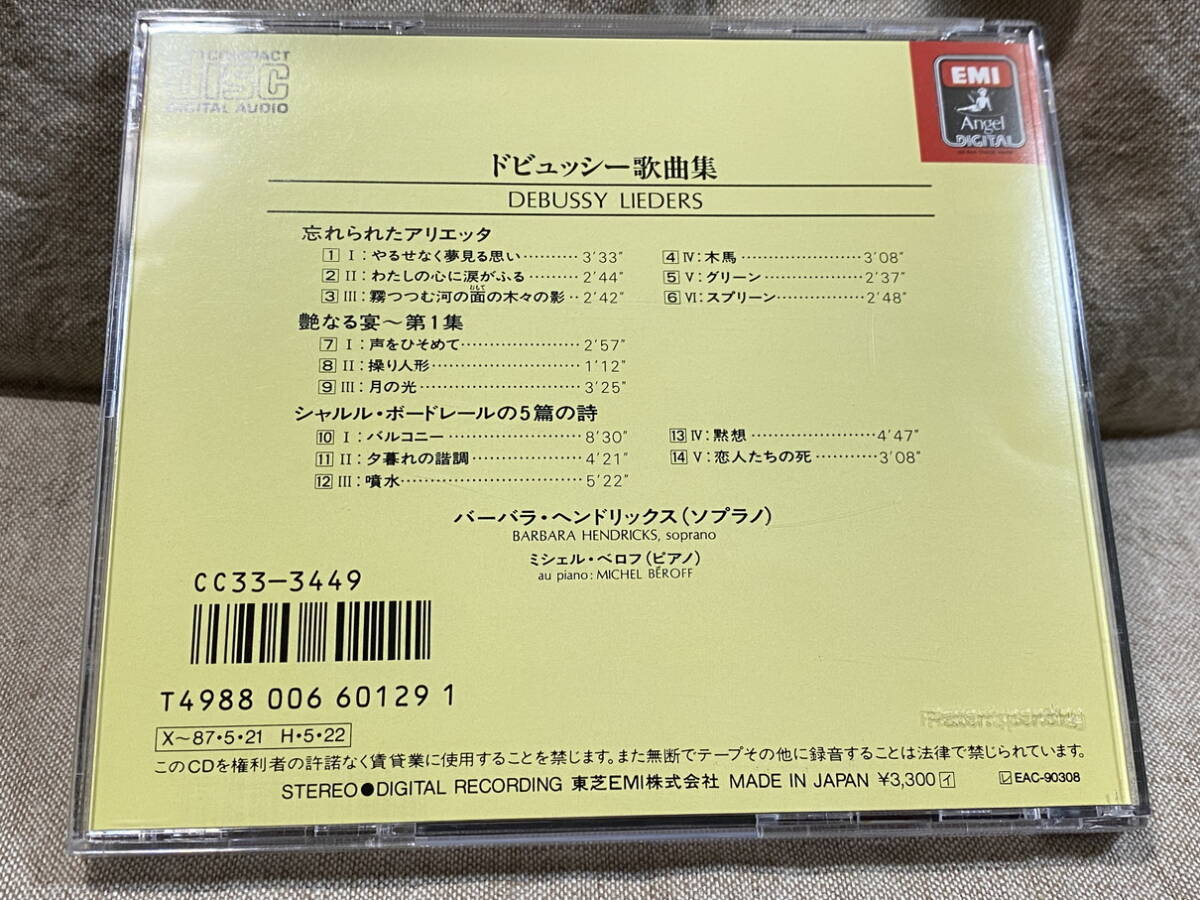 COMPACT
DISC
DIGITAL AUDIO
EMI
Angel
DIGITAL
ドビュッシー歌曲集
DEBUSSY LIEDERS
忘れられたアリエッタ
1 I：やるせなく夢見る思い………… 3'33"
2 II：わたしの心に涙がふる……… 2'44"
3 III：霧つつむ河の面の木々の影‥ 2'42"
おもて
4 IV：木馬………………… 3'08"
5 V：グリーン……………… 2'37"
6 VI：スプリーン…………… 2'48"
艶なる宴〜第1集
7 I：声をひそめて………………… 2'57"
8 II：操り人形……………………… 1'12"
9 III：月の光………………………… 3'25"
シャルル・ボードレールの5篇の詩
10 I：バルコニー…………………… 8'30"
11 II：夕暮れの諧調………………… 4'21"
12 III：噴水…………………………… 5'22"
13 IV：黙想…………………… 4'47"
14 V：恋人たちの死………… 3'08"
バーバラ・ヘンドリックス(ソプラノ)
BARBARA HENDRICKS, soprano
ミシェル・ベロフ(ピアノ)
au piano: MICHEL BÉROFF
CC33-3449
T4988 006 60129 1
X〜87・5・21 H・5・22
Patent pending
このCDを権利者の許諾なく賃貸業に使用することを禁じます。また無断でテープその他に録音することは法律で禁じられています。
STEREO●DIGITAL RECORDING 東芝EMI株式会社 MADE IN JAPAN ¥3,300 イ
レ EAC-90308